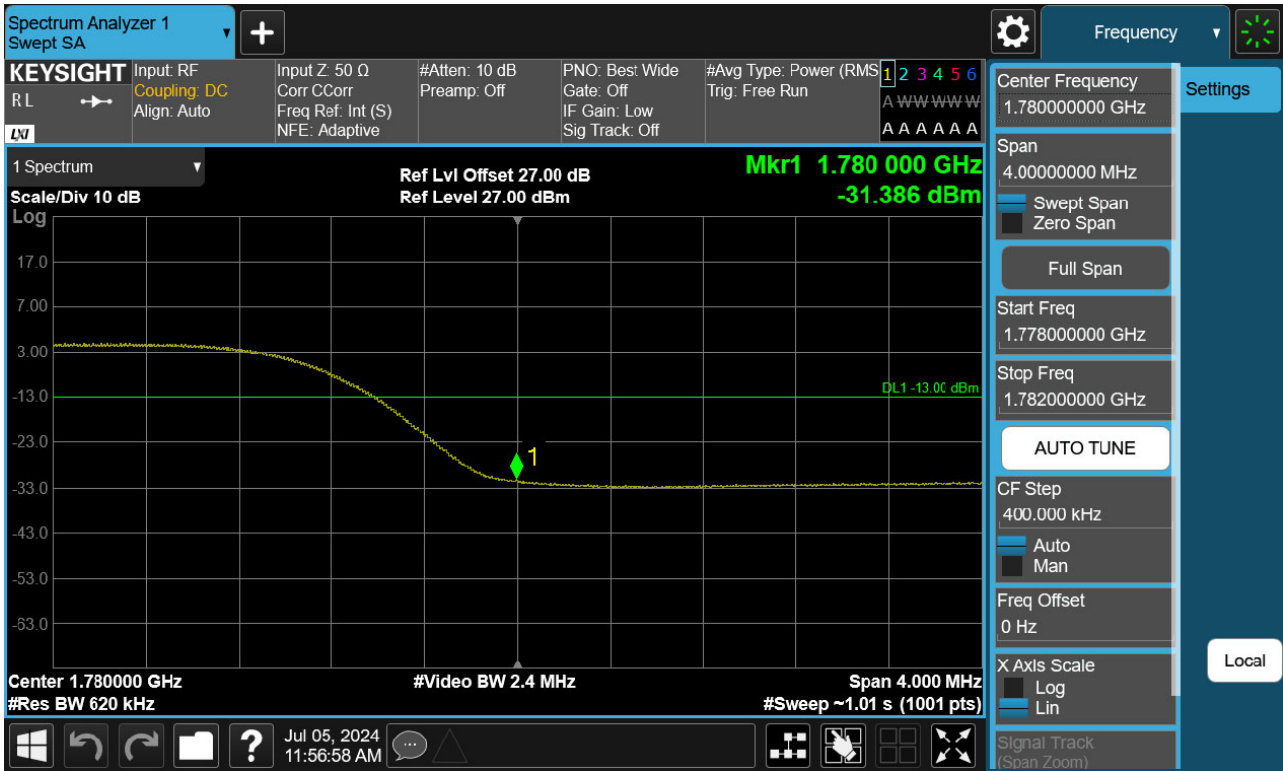 Spectrum Analyzer 1
Swept SA
+
Frequency
KEYSIGHT
R L
LXI
Input: RF
Coupling: DC
Align: Auto
Input Z: 50 Ω
Corr CCorr
Freq Ref: Int (S)
NFE: Adaptive
#Atten: 10 dB
Preamp: Off
PNO: Best Wide
Gate: Off
IF Gain: Low
Sig Track: Off
#Avg Type: Power (RMS
Trig: Free Run
1 2 3 4 5 6
A W W W W W
A A A A A A
1 Spectrum
Scale/Div 10 dB
Log
Ref Lvl Offset 27.00 dB
Ref Level 27.00 dBm
Mkr1 1.780 000 GHz
-31.386 dBm
17.0
7.00
3.00
-13.0
-23.0
-33.0
-43.0
-53.0
-63.0
DL1 -13.00 dBm
1
Center 1.780000 GHz
#Res BW 620 kHz
#Video BW 2.4 MHz
Span 4.000 MHz
#Sweep ~1.01 s (1001 pts)
Center Frequency
1.780000000 GHz
Span
4.00000000 MHz
Swept Span
Zero Span
Full Span
Start Freq
1.778000000 GHz
Stop Freq
1.782000000 GHz
AUTO TUNE
CF Step
400.000 kHz
Auto
Man
Freq Offset
0 Hz
X Axis Scale
Log
Lin
Signal Track
(Span Zoom)
Settings
Local
?
Jul 05, 2024
11:56:58 AM